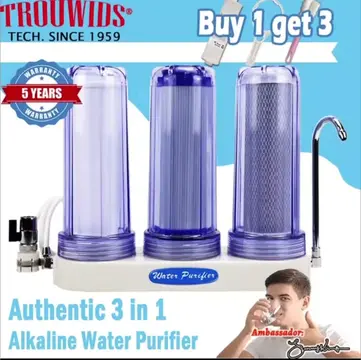 TROUWIDS®
TECH. SINCE 1959
Buy 1 get 3
WARRANTY
5 YEARS
WARRANTY
Water Purifier
Authentic 3 in 1
Alkaline Water Purifier
Ambassador: